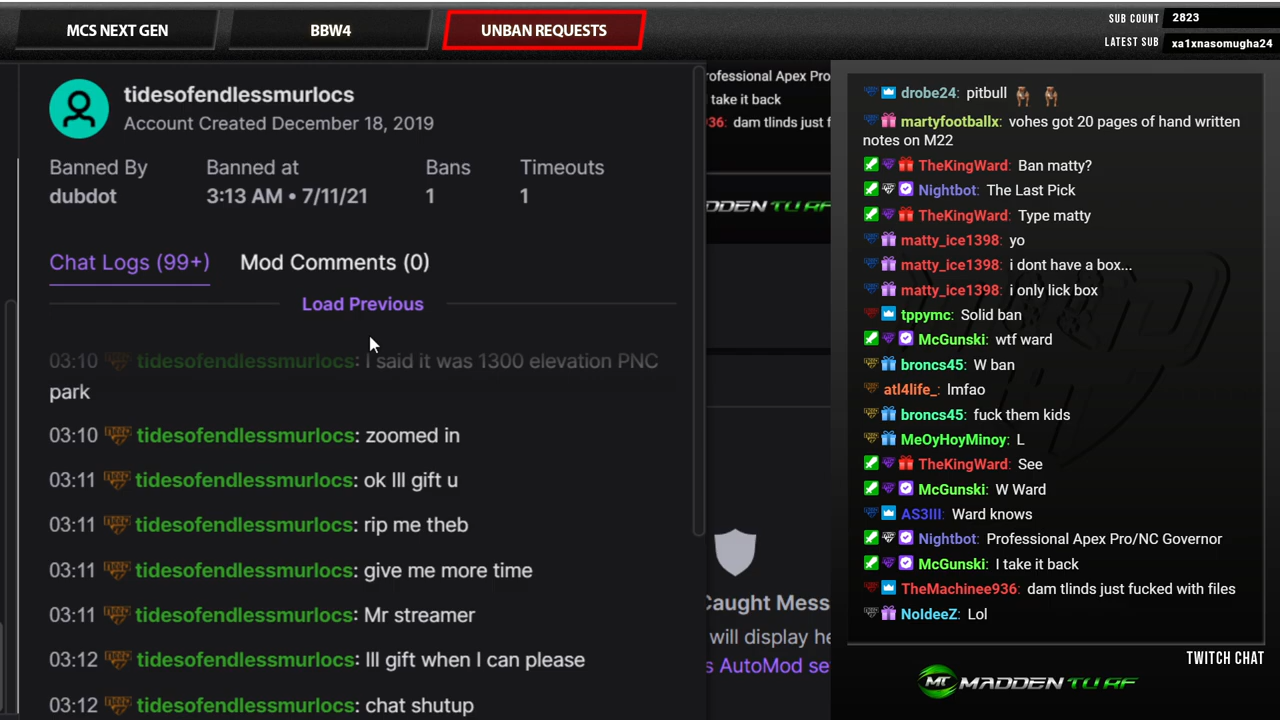 MCS NEXT GEN
BBW4
UNBAN REQUESTS
SUB COUNT 2823
LATEST SUB xa1xnasomugha24
tidesofendlessmurlocs
Account Created December 18, 2019
Banned By
Banned at
Bans
Timeouts
dubdot
3:13 AM • 7/11/21
1
1
Chat Logs (99+)
Mod Comments (0)
Load Previous
03:10 tidesofendlessmurlocs: I said it was 1300 elevation PNC
park
03:10 tidesofendlessmurlocs: zoomed in
03:11 tidesofendlessmurlocs: ok Ill gift u
03:11 tidesofendlessmurlocs: rip me theb
03:11 tidesofendlessmurlocs: give me more time
03:11 tidesofendlessmurlocs: Mr streamer
03:12 tidesofendlessmurlocs: Ill gift when I can please
03:12 tidesofendlessmurlocs: chat shutup
ofessional Apex Pro
take it back
36: dam tlinds just f
DDEN TURF
Caught Mess
will display he
s AutoMod se
drobe24: pitbull
martyfootballx: vohes got 20 pages of hand written
notes on M22
TheKingWard: Ban matty?
Nightbot: The Last Pick
TheKingWard: Type matty
matty_ice1398: yo
matty_ice1398: i dont have a box...
matty_ice1398: i only lick box
tppymc: Solid ban
McGunski: wtf ward
broncs45: W ban
atl4life_: lmfao
broncs45: fuck them kids
MeOyHoyMinoy: L
TheKingWard: See
McGunski: W Ward
AS3III: Ward knows
Nightbot: Professional Apex Pro/NC Governor
McGunski: I take it back
TheMachinee936: dam tlinds just fucked with files
NoIdeeZ: Lol
TWITCH CHAT
MT MADDEN TURF